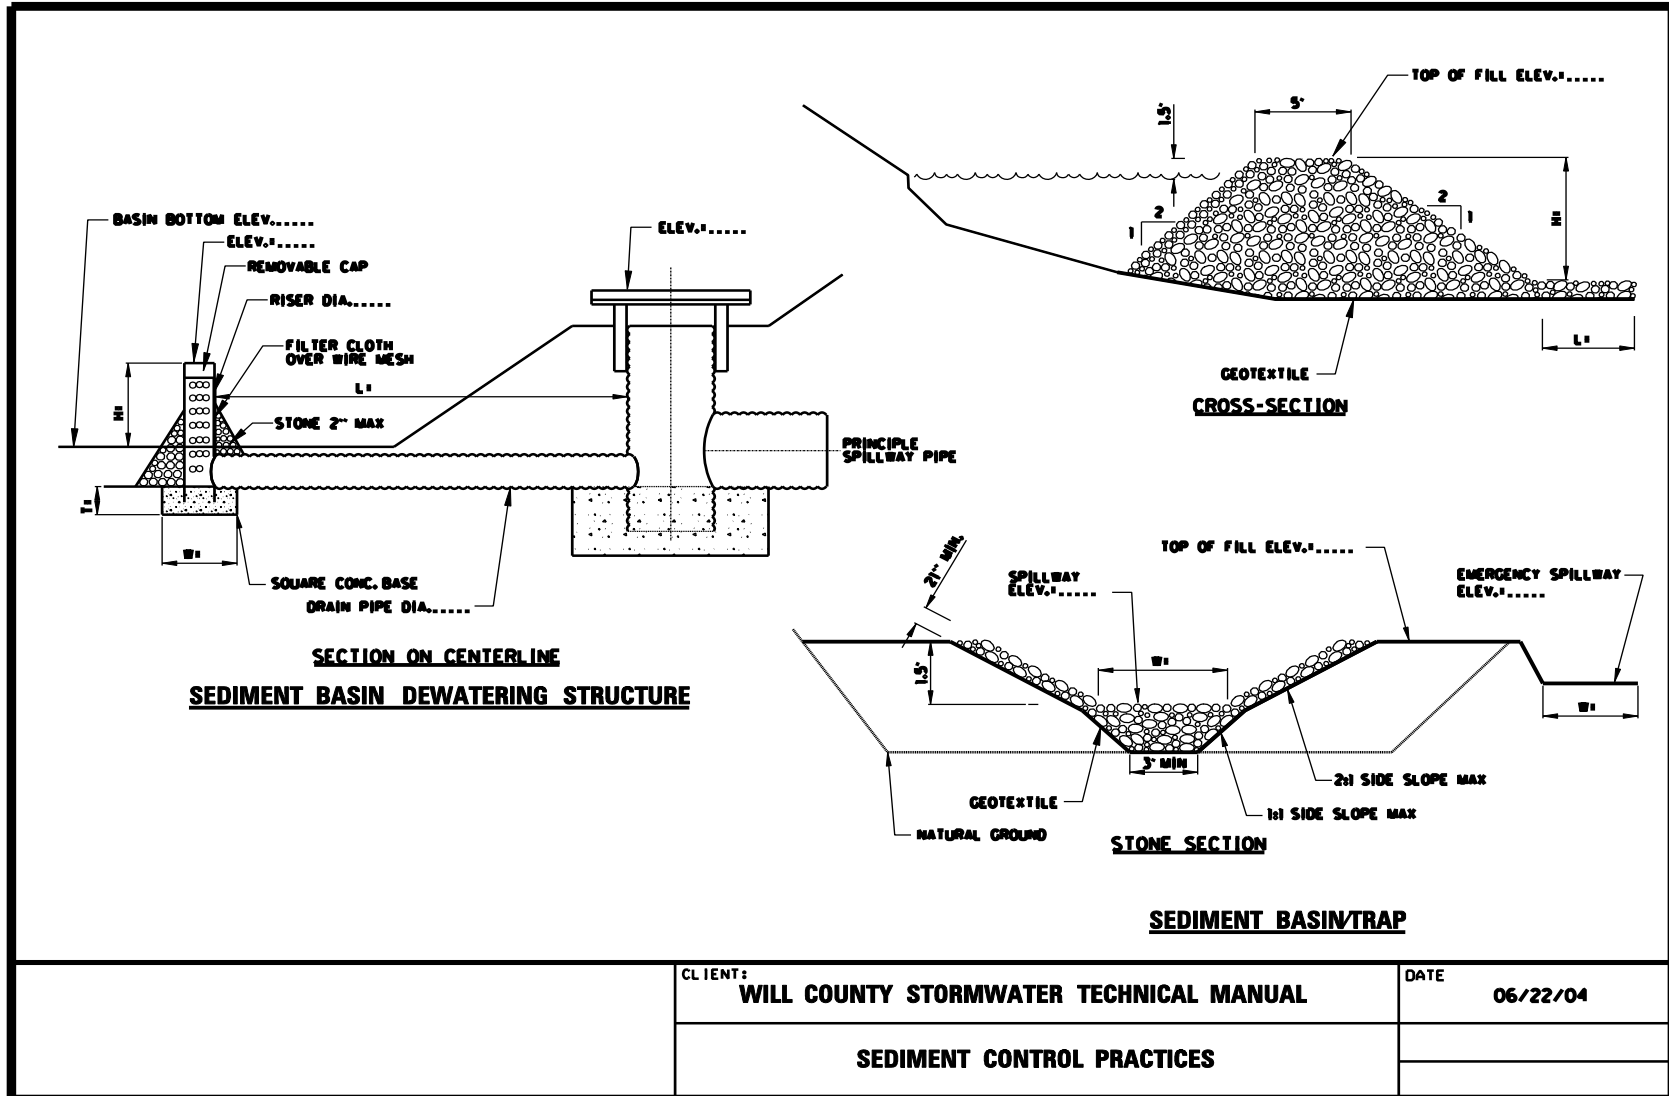 BASIN BOTTOM ELEV......
ELEV.=.....
REMOVABLE CAP
RISER DIA......
FILTER CLOTH
OVER WIRE MESH
H=
L=
STONE 2"" MAX
T=
W=
SQUARE CONC. BASE
DRAIN PIPE DIA......
ELEV.=.....
PRINCIPLE
SPILLWAY PIPE
SECTION ON CENTERLINE
SEDIMENT BASIN DEWATERING STRUCTURE
TOP OF FILL ELEV.=.....
5'
1.5'
2
1
2
1
H=
L=
GEOTEXTILE
CROSS-SECTION
21"" MIN.
SPILLWAY
ELEV.=.....
TOP OF FILL ELEV.=.....
EMERGENCY SPILLWAY
ELEV.=.....
1.5'
W=
W=
3' MIN
2:1 SIDE SLOPE MAX
GEOTEXTILE
1:1 SIDE SLOPE MAX
NATURAL GROUND
STONE SECTION
SEDIMENT BASIN/TRAP
CLIENT:
WILL COUNTY STORMWATER TECHNICAL MANUAL
DATE
06/22/04
SEDIMENT CONTROL PRACTICES